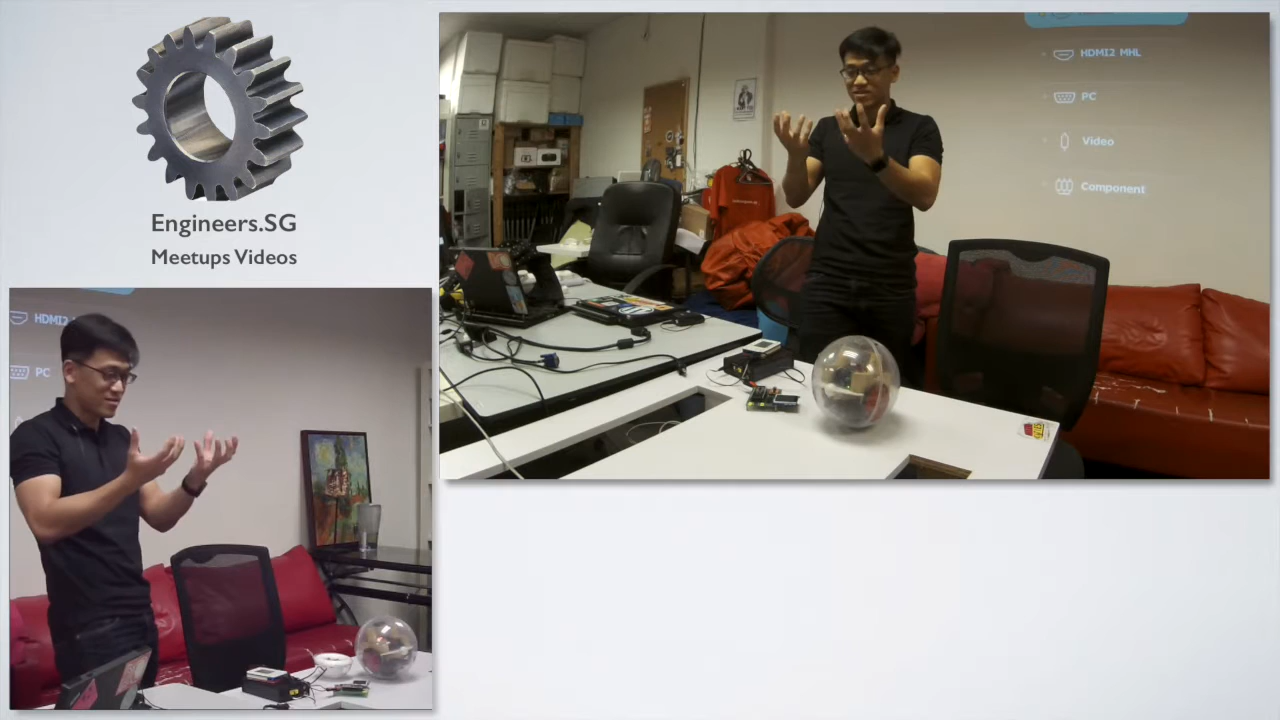 Engineers.SG
Meetups Videos
HDMI2 MHL
PC
Video
Component
HDMI2
PC